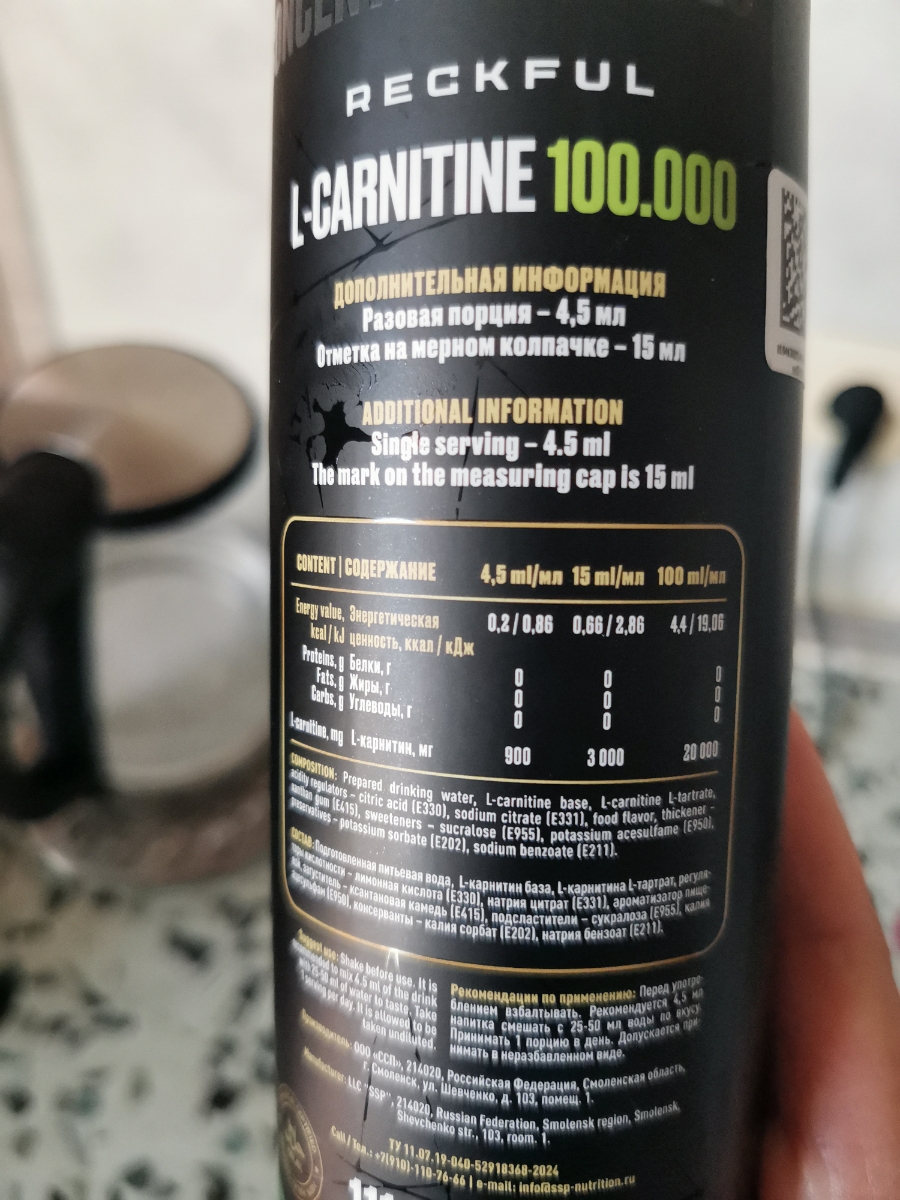 RECKFUL
L-CARNITINE 100.000
ДОПОЛНИТЕЛЬНАЯ ИНФОРМАЦИЯ
Разовая порция – 4,5 мл
Отметка на мерном колпачке – 15 мл
ADDITIONAL INFORMATION
Single serving – 4.5 ml
The mark on the measuring cap is 15 ml
CONTENT | СОДЕРЖАНИЕ 4,5 ml/мл 15 ml/мл 100 ml/мл
Energy value, Энергетическая
kcal/kJ ценность, ккал / кДж 0,2 / 0,86 0,66 / 2,86 4,4 / 19,06
Proteins, g Белки, г 0 0 0
Fats, g Жиры, г 0 0 0
Carbs, g Углеводы, г 0 0 0
L-carnitine, mg L-карнитин, мг 900 3 000 20 000
COMPOSITION: Prepared drinking water, L-carnitine base, L-carnitine L-tartrate,
acidity regulators – citric acid (E330), sodium citrate (E331), food flavor, thickener –
xanthan gum (E415), sweeteners – sucralose (E955), potassium acesulfame (E950),
preservatives – potassium sorbate (E202), sodium benzoate (E211).
СОСТАВ: Подготовленная питьевая вода, L-карнитин база, L-карнитина L-тартрат, регуля-
торы кислотности – лимонная кислота (E330), натрия цитрат (E331), ароматизатор пище-
вой, загуститель – ксантановая камедь (E415), подсластители – сукралоза (E955), калия
ацесульфам (E950), консерванты – калия сорбат (E202), натрия бензоат (E211).
Suggest use: Shake before use. It is
recommended to mix 4.5 ml of the drink
with 25-50 ml of water to taste. Take
1 serving per day. It is allowed to be
taken undiluted.
Рекомендации по применению: Перед употре-
блением взбалтывать. Рекомендуется 4,5 мл
напитка смешать с 25-50 мл воды по вкусу.
Принимать 1 порцию в день. Допускается при-
нимать в неразбавленном виде.
Производитель: ООО «ССП», 214020, Российская Федерация, Смоленская область,
г. Смоленск, ул. Шевченко, д. 103, помещ. 1.
Manufacturer: LLC "SSP", 214020, Russian Federation, Smolensk region, Smolensk,
Shevchenko str., 103, room. 1.
ТУ 11.07.19-040-52918368-2024
Call / Тел.: +7(910)-110-76-66 | e-mail: info@ssp-nutrition.ru